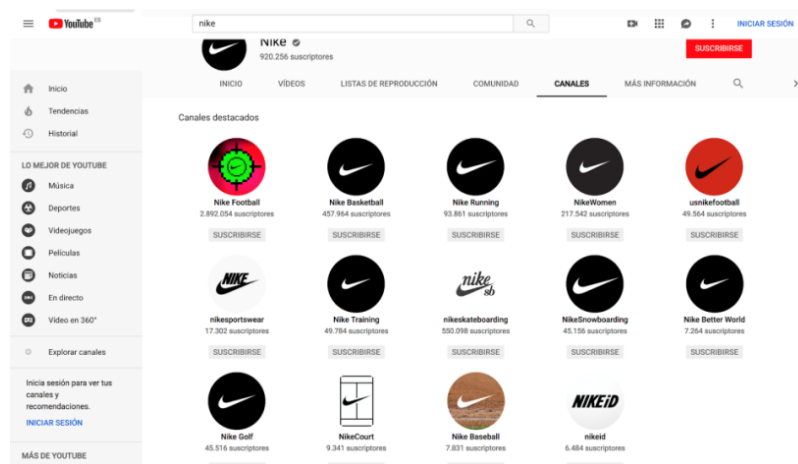 YouTube ES
nike
INICIAR SESIÓN
Nike
920.256 suscriptores
SUSCRIBIRSE
INICIO VÍDEOS LISTAS DE REPRODUCCIÓN COMUNIDAD CANALES MÁS INFORMACIÓN
Inicio
Tendencias
Historial
LO MEJOR DE YOUTUBE
Música
Deportes
Videojuegos
Películas
Noticias
En directo
Vídeo en 360°
Explorar canales
Inicia sesión para ver tus
canales y
recomendaciones.
INICIAR SESIÓN
MÁS DE YOUTUBE
Canales destacados
Nike Football
2.892.054 suscriptores
SUSCRIBIRSE
Nike Basketball
457.964 suscriptores
SUSCRIBIRSE
Nike Running
93.861 suscriptores
SUSCRIBIRSE
NikeWomen
217.542 suscriptores
SUSCRIBIRSE
usnikefootball
49.564 suscriptores
SUSCRIBIRSE
NIKE
nikesportswear
17.302 suscriptores
SUSCRIBIRSE
Nike Training
49.784 suscriptores
SUSCRIBIRSE
nike
sb
nikeskateboarding
550.098 suscriptores
SUSCRIBIRSE
NikeSnowboarding
45.156 suscriptores
SUSCRIBIRSE
Nike Better World
7.264 suscriptores
SUSCRIBIRSE
Nike Golf
45.516 suscriptores
NikeCourt
9.341 suscriptores
Nike Baseball
7.831 suscriptores
NIKEiD
nikeid
6.484 suscriptores